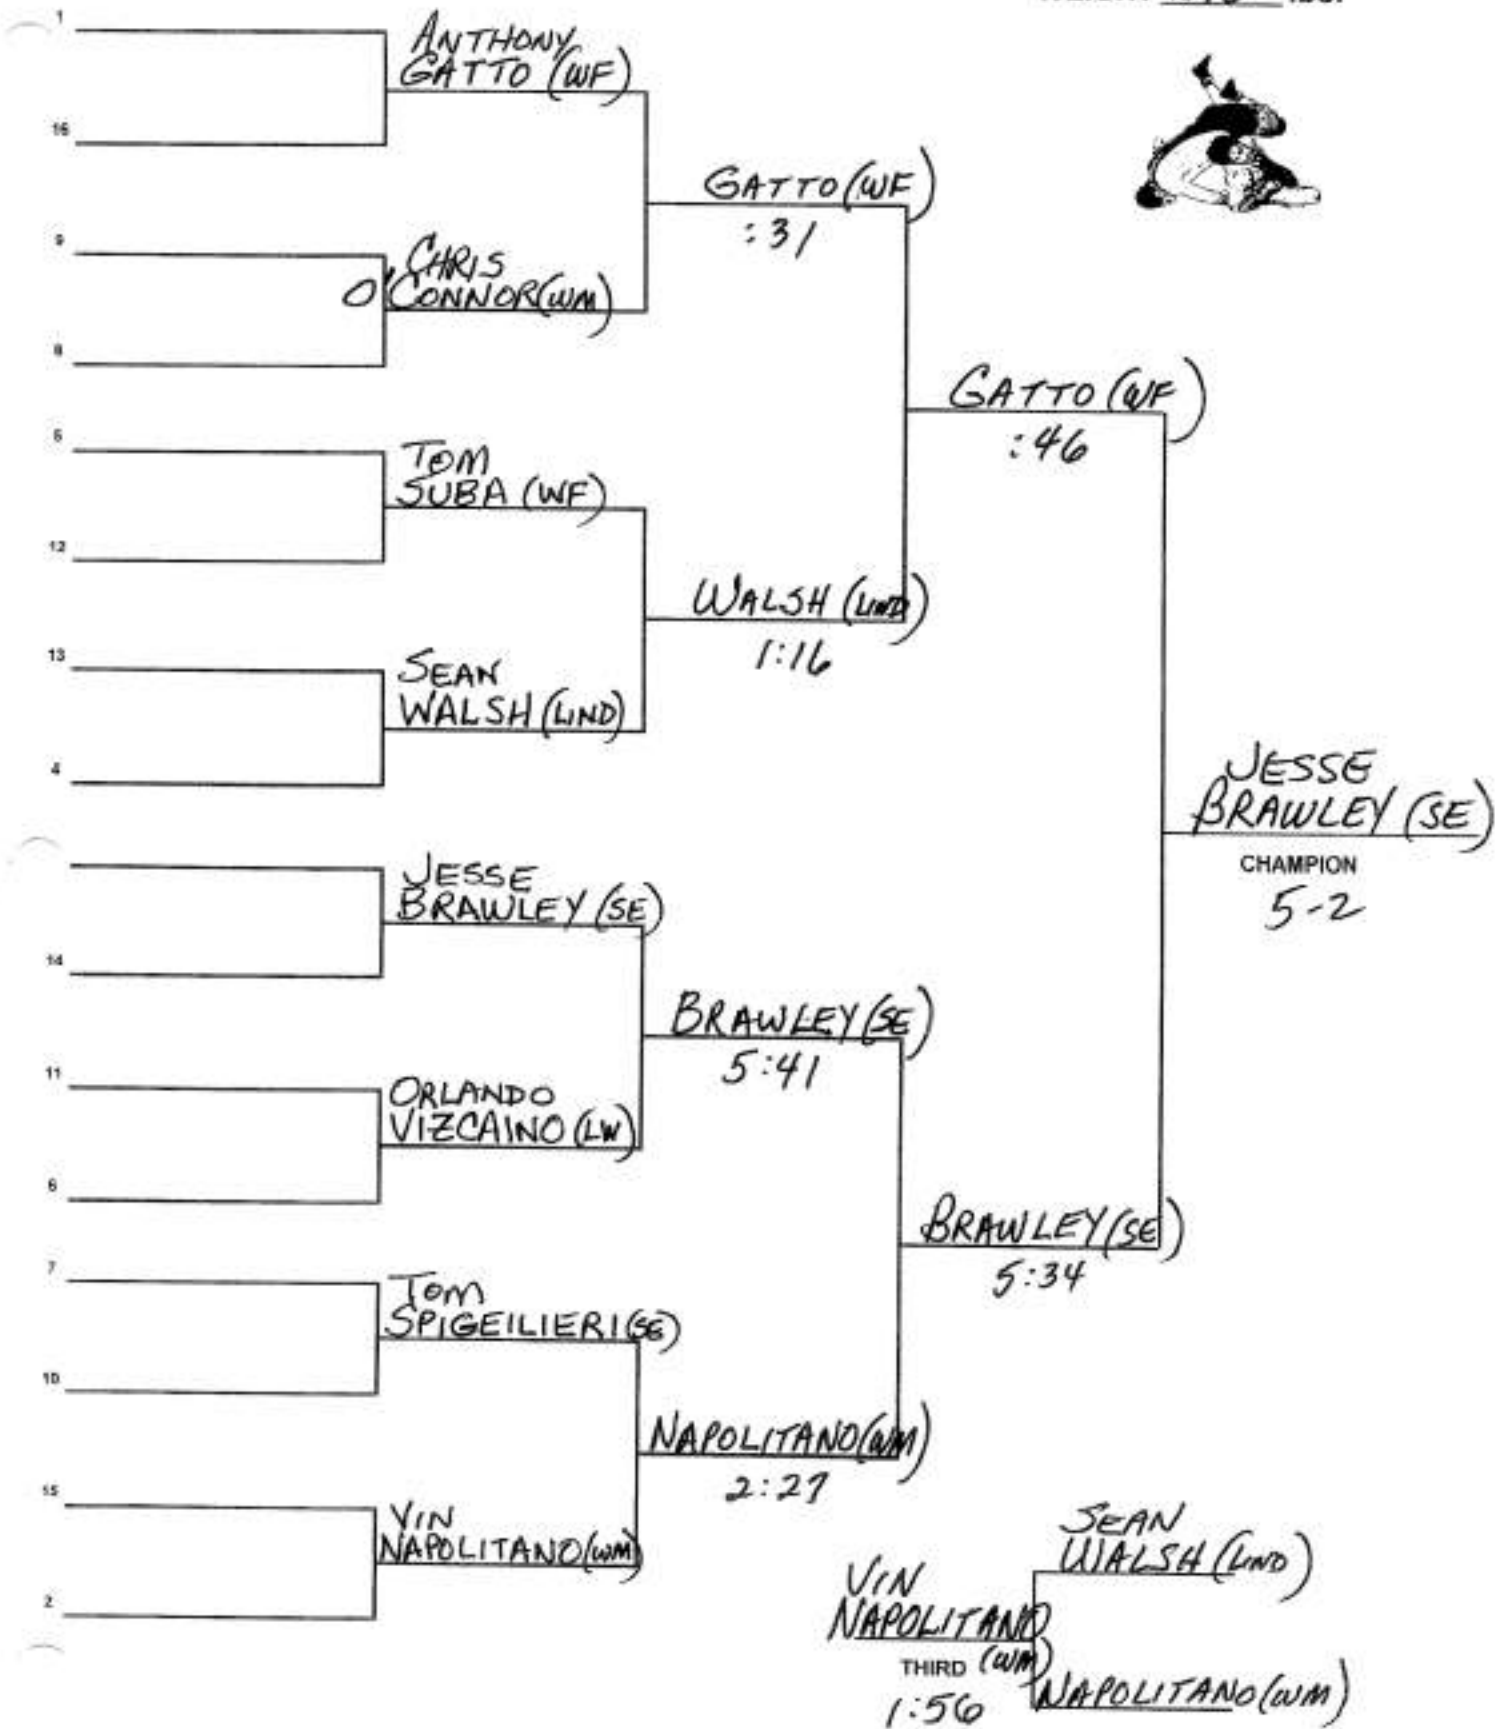 1
ANTHONY
GATTO (WF)
16
GATTO (WF)
:31
9
CHRIS
O'CONNOR (WM)
8
GATTO (WF)
:46
5
TOM
SUBA (WF)
12
WALSH (LIND)
1:16
13
SEAN
WALSH (LIND)
4
JESSE
BRAWLEY (SE)
CHAMPION
5-2
JESSE
BRAWLEY (SE)
14
BRAWLEY (SE)
5:41
11
ORLANDO
VIZCAINO (LW)
6
BRAWLEY (SE)
5:34
7
TOM
SPIGEILIERI (SE)
10
NAPOLITANO (WM)
2:27
15
VIN
NAPOLITANO (WM)
2
SEAN
WALSH (LIND)
VIN
NAPOLITANO
(WM)
THIRD
1:56
NAPOLITANO (WM)